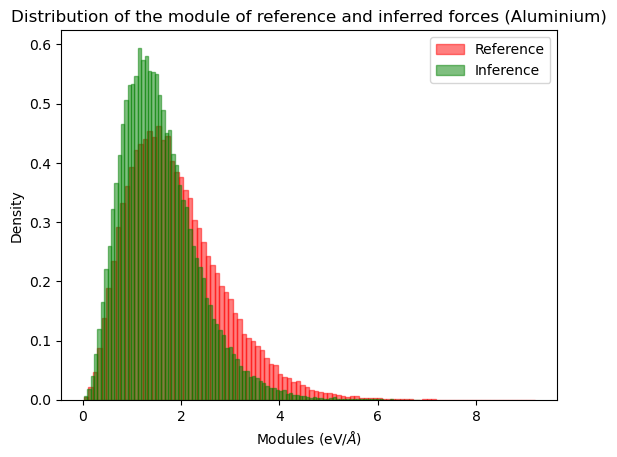 Distribution of the module of reference and inferred forces (Aluminium)
Reference
Inference
Density
0.6
0.5
0.4
0.3
0.2
0.1
0.0
0 2 4 6 8
Modules (eV/Å)